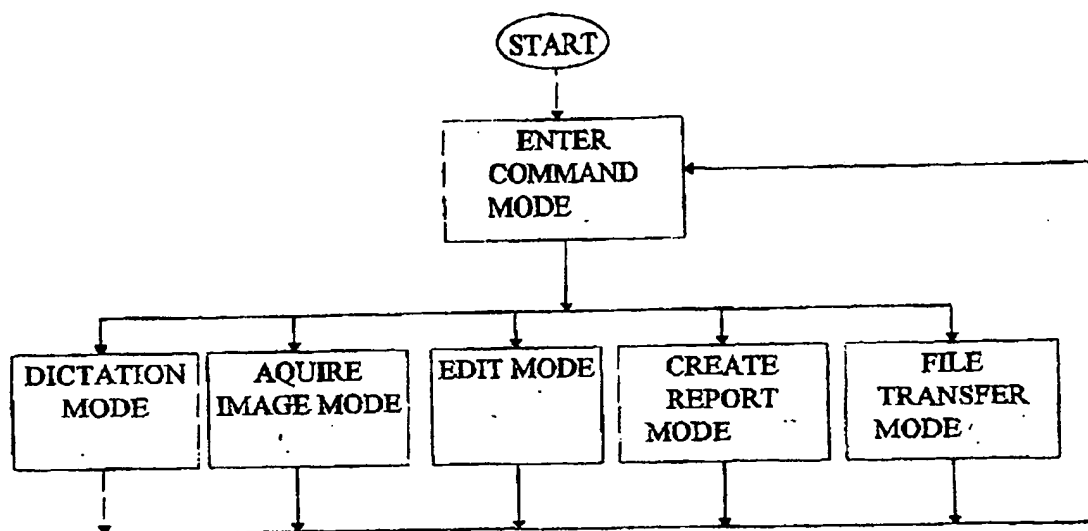 START
ENTER
COMMAND
MODE
DICTATION
MODE
AQUIRE
IMAGE MODE
EDIT MODE
CREATE
REPORT
MODE
FILE
TRANSFER
MODE